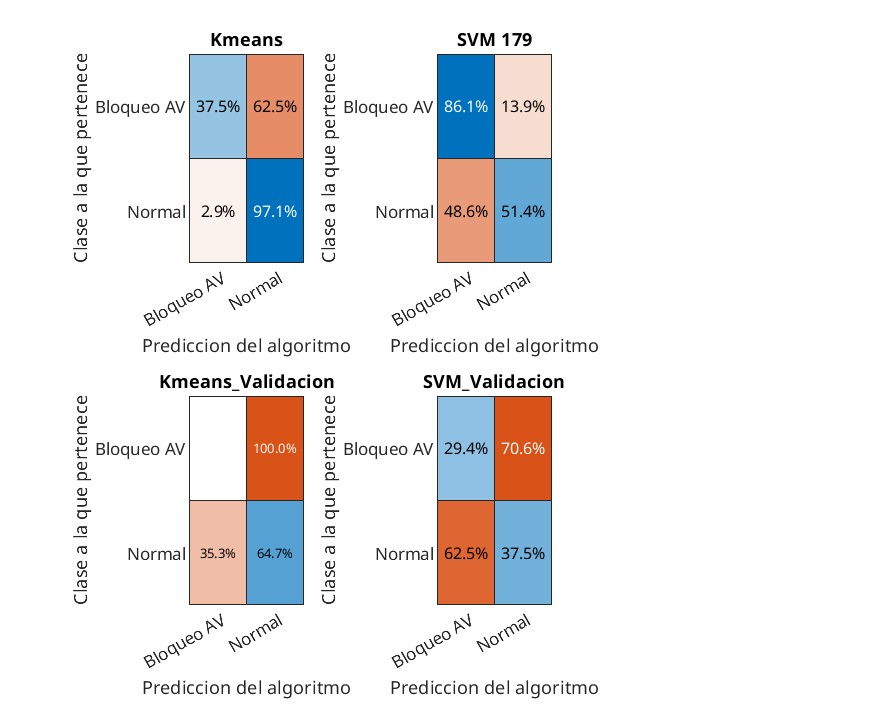 Kmeans
Clase a la que pertenece
Bloqueo AV 37.5% 62.5%
Normal 2.9% 97.1%
Bloqueo AV Normal
Prediccion del algoritmo
SVM 179
Clase a la que pertenece
Bloqueo AV 86.1% 13.9%
Normal 48.6% 51.4%
Bloqueo AV Normal
Prediccion del algoritmo
Kmeans_Validacion
Clase a la que pertenece
Bloqueo AV 100.0%
Normal 35.3% 64.7%
Bloqueo AV Normal
Prediccion del algoritmo
SVM_Validacion
Clase a la que pertenece
Bloqueo AV 29.4% 70.6%
Normal 62.5% 37.5%
Bloqueo AV Normal
Prediccion del algoritmo